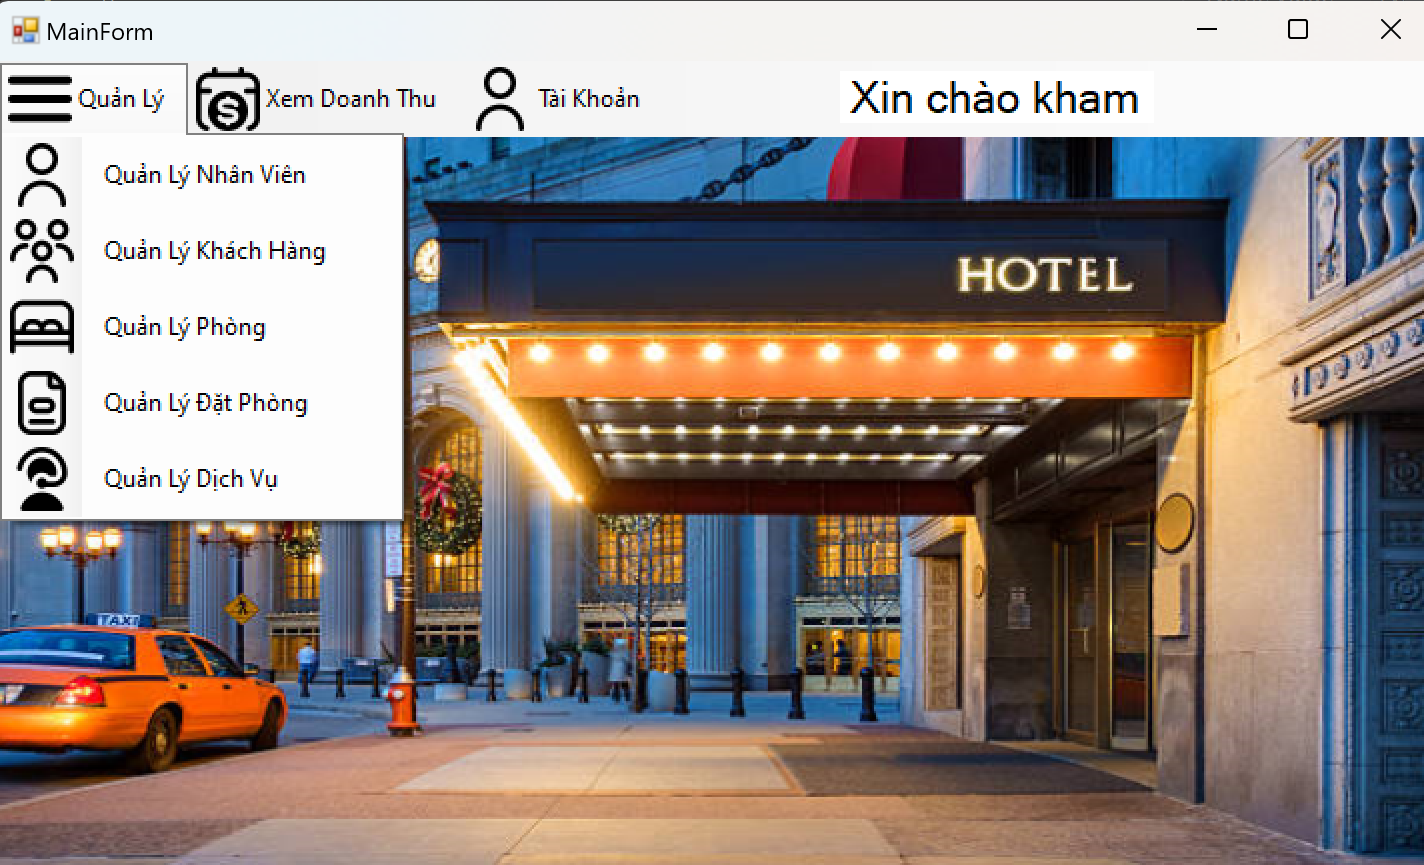 MainForm
Quản Lý
Xem Doanh Thu
Tài Khoản
Xin chào kham
Quản Lý Nhân Viên
Quản Lý Khách Hàng
Quản Lý Phòng
Quản Lý Đặt Phòng
Quản Lý Dịch Vụ
HOTEL
TAXI